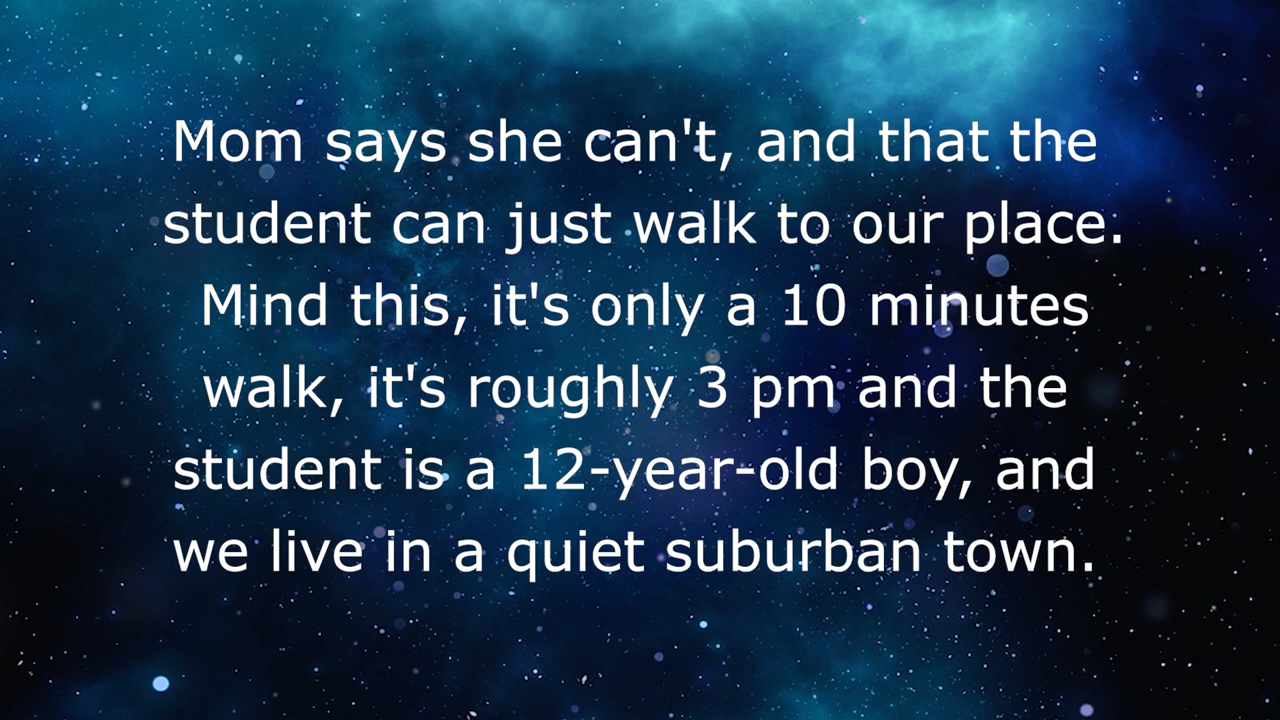 Mom says she can't, and that the
student can just walk to our place.
Mind this, it's only a 10 minutes
walk, it's roughly 3 pm and the
student is a 12-year-old boy, and
we live in a quiet suburban town.